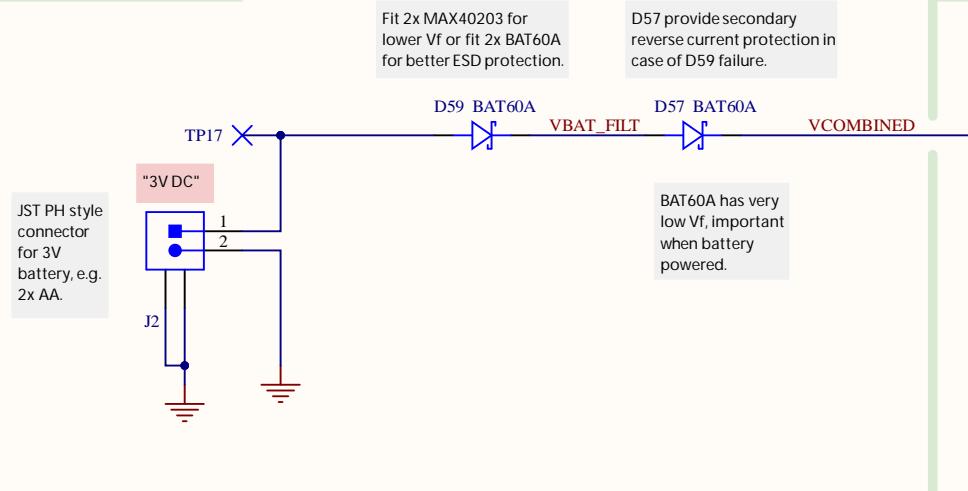 Fit 2x MAX40203 for
lower Vf or fit 2x BAT60A
for better ESD protection.
D57 provide secondary
reverse current protection in
case of D59 failure.
D59 BAT60A
D57 BAT60A
TP17
VBAT_FILT
VCOMBINED
"3V DC"
JST PH style
connector
for 3V
battery, e.g.
2x AA.
1
2
J2
BAT60A has very
low Vf, important
when battery
powered.